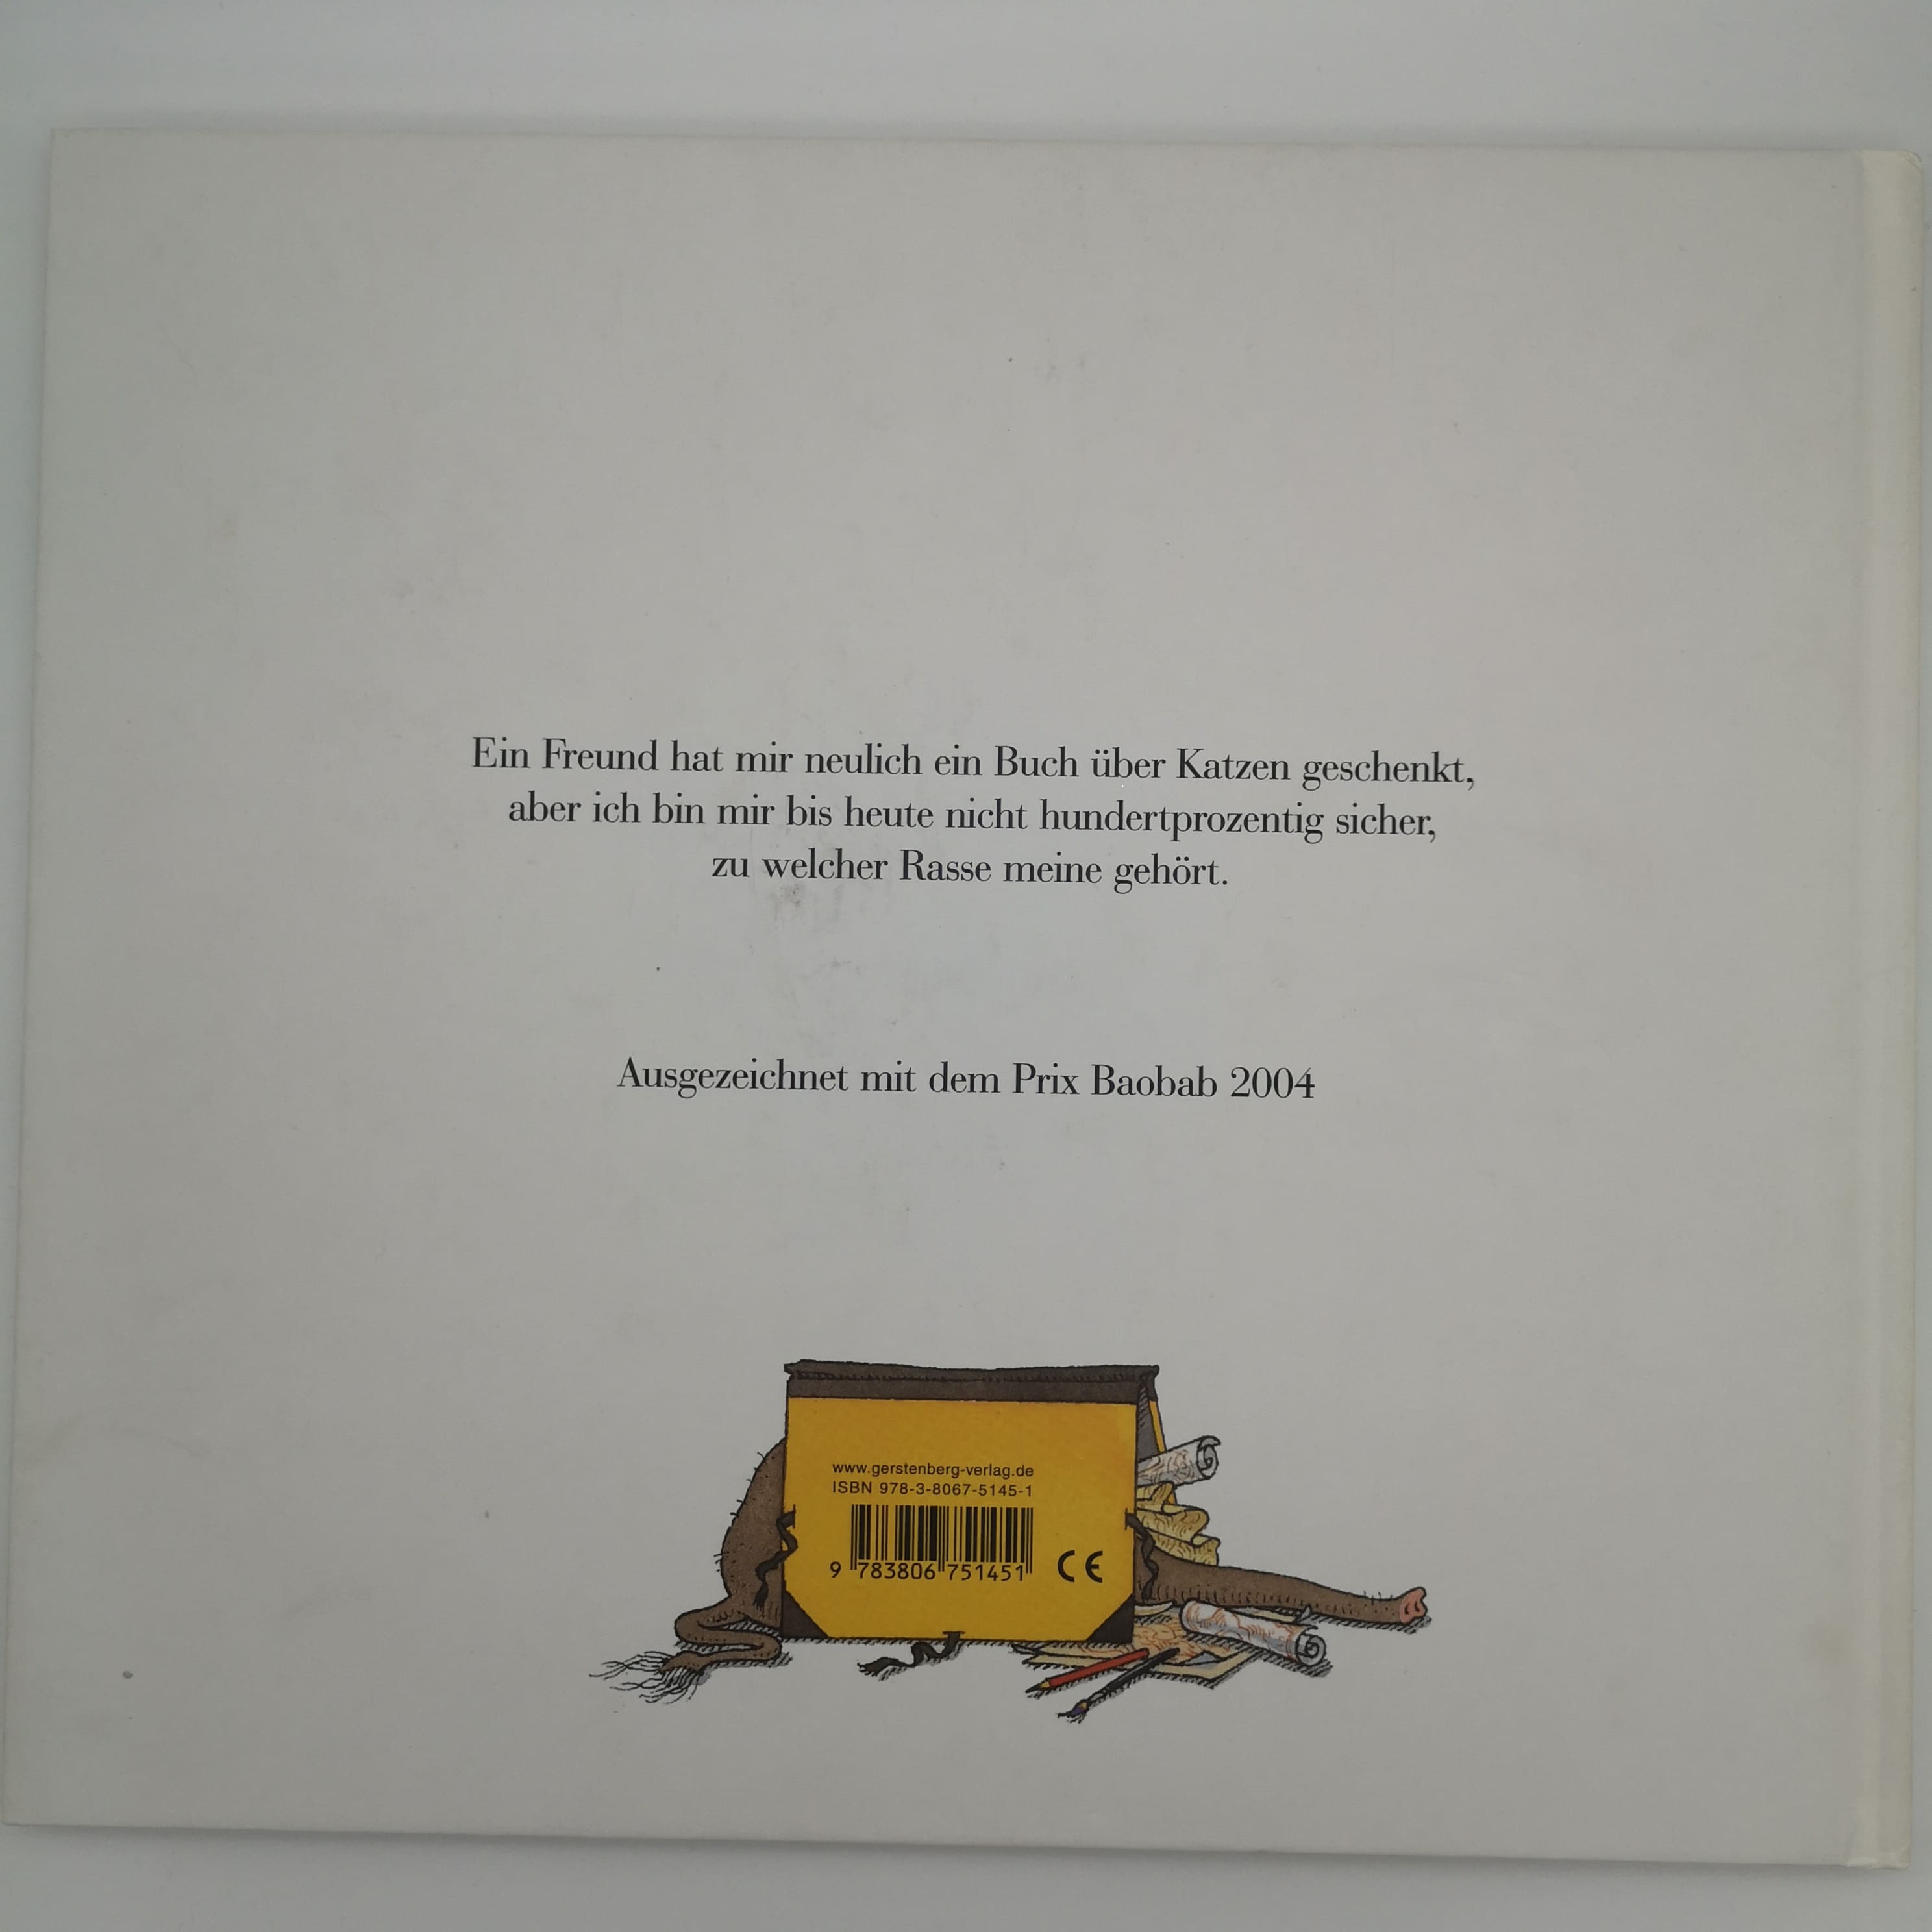 Ein Freund hat mir neulich ein Buch über Katzen geschenkt,
aber ich bin mir bis heute nicht hundertprozentig sicher,
zu welcher Rasse meine gehört.
Ausgezeichnet mit dem Prix Baobab 2004
www.gerstenberg-verlag.de
ISBN 978-3-8067-5145-1
9 783806 751451
CE